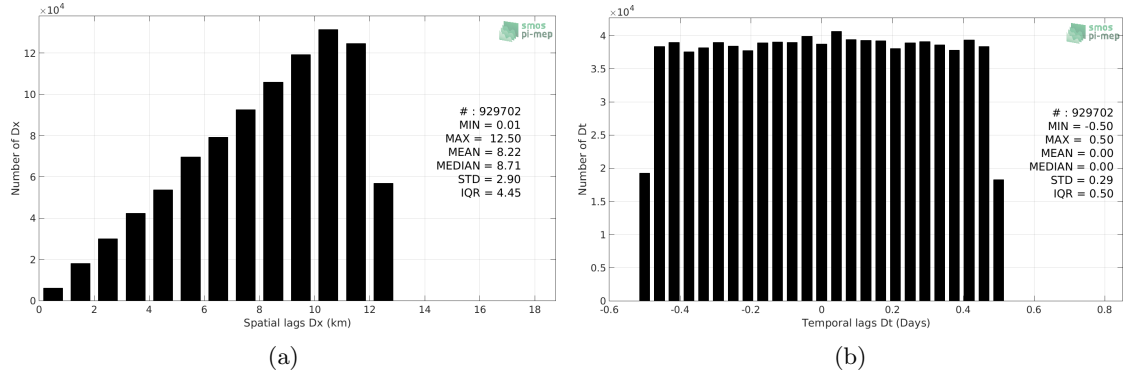 ×10⁴
smos
pi-mep
12
10
8
6
4
2
0
Number of Dx
# : 929702
MIN = 0.01
MAX = 12.50
MEAN = 8.22
MEDIAN = 8.71
STD = 2.90
IQR = 4.45
0 2 4 6 8 10 12 14 16 18
Spatial lags Dx (km)
(a)
×10⁴
smos
pi-mep
4
3.5
3
2.5
2
1.5
1
0.5
0
Number of Dt
# : 929702
MIN = -0.50
MAX = 0.50
MEAN = 0.00
MEDIAN = 0.00
STD = 0.29
IQR = 0.50
-0.6 -0.4 -0.2 0 0.2 0.4 0.6 0.8
Temporal lags Dt (Days)
(b)